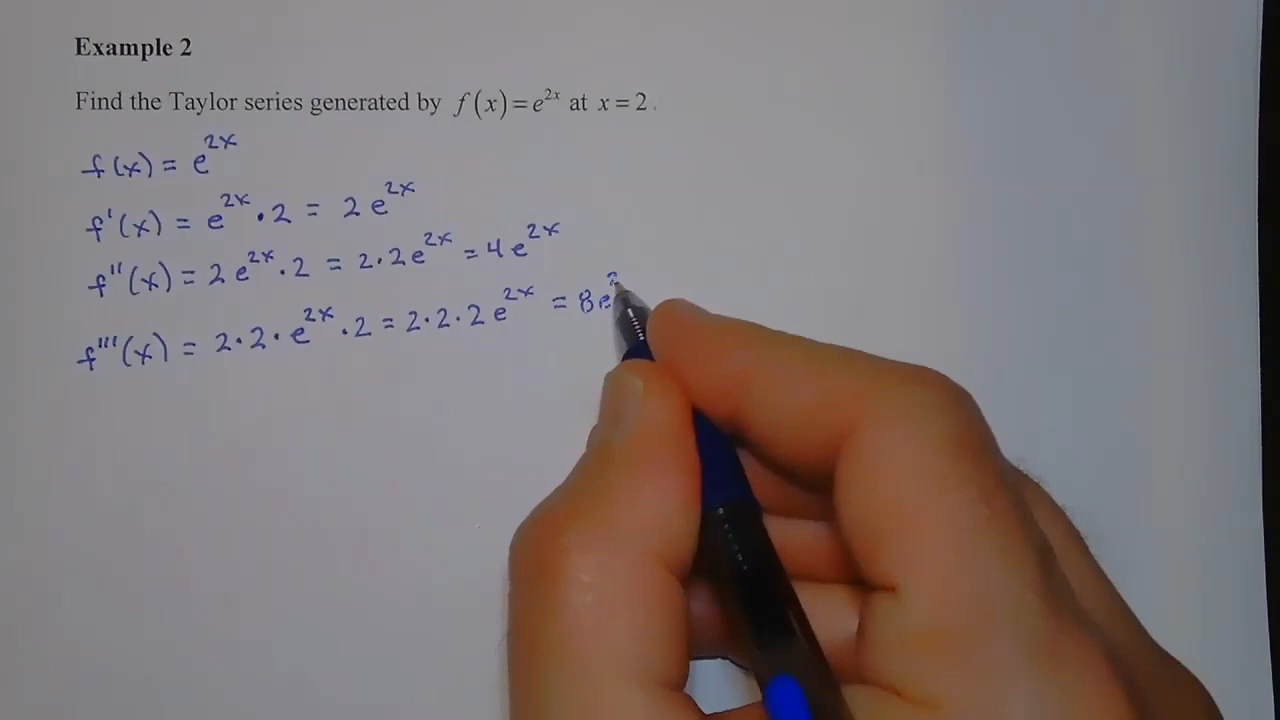 Example 2
Find the Taylor series generated by f(x)=e^{2x} at x=2.
f(x) = e^{2x}
f'(x) = e^{2x}·2 = 2e^{2x}
f''(x) = 2e^{2x}·2 = 2·2e^{2x} = 4e^{2x}
f'''(x) = 2·2·e^{2x}·2 = 2·2·2e^{2x} = 8e^2